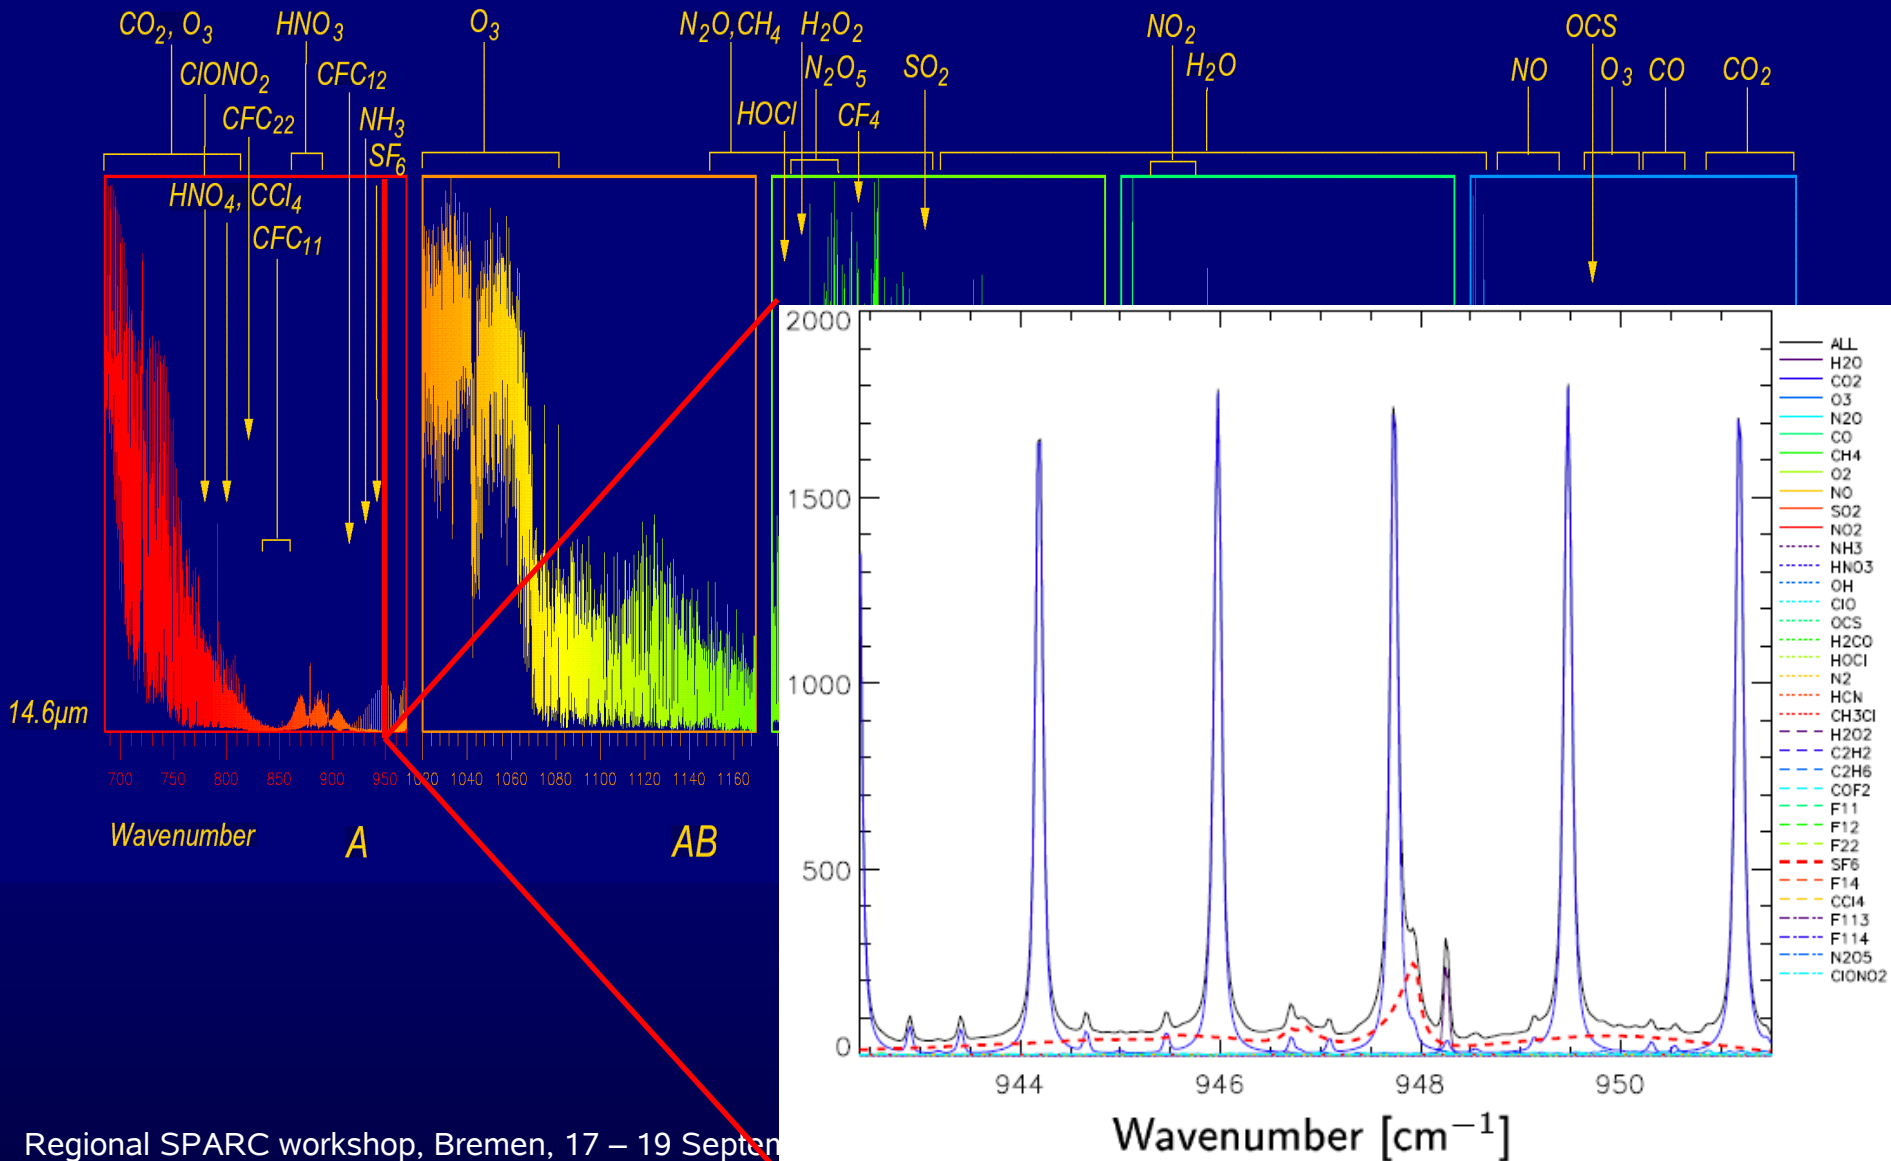 CO2, O3 HNO3 O3 N2O,CH4 H2O2 NO2 OCS
ClONO2 CFC12 N2O5 SO2 H2O NO O3 CO CO2
CFC22 NH3 HOCl CF4
SF6
HNO4, CCl4
CFC11
14.6µm
700 750 800 850 900 950 1020 1040 1060 1080 1100 1120 1140 1160
Wavenumber A AB
2000
1500
1000
500
0
944 946 948 950
Wavenumber [cm−1]
ALL
H2O
CO2
O3
N2O
CO
CH4
O2
NO
SO2
NO2
NH3
HNO3
OH
ClO
OCS
H2CO
HOCl
N2
HCN
CH3Cl
H2O2
C2H2
C2H6
COF2
F11
F12
F22
SF6
F14
CCl4
F113
F114
N2O5
ClONO2
Regional SPARC workshop, Bremen, 17 – 19 Septem